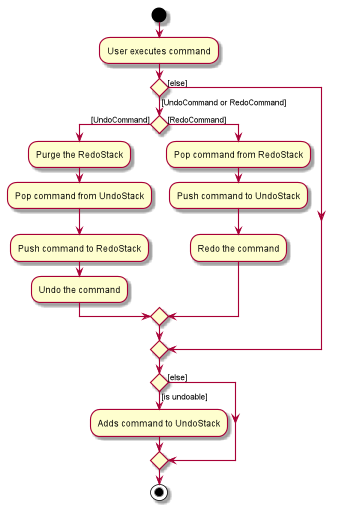 User executes command
[else]
[UndoCommand or RedoCommand]
[UndoCommand]
[RedoCommand]
Purge the RedoStack
Pop command from RedoStack
Pop command from UndoStack
Push command to UndoStack
Push command to RedoStack
Redo the command
Undo the command
[else]
[is undoable]
Adds command to UndoStack